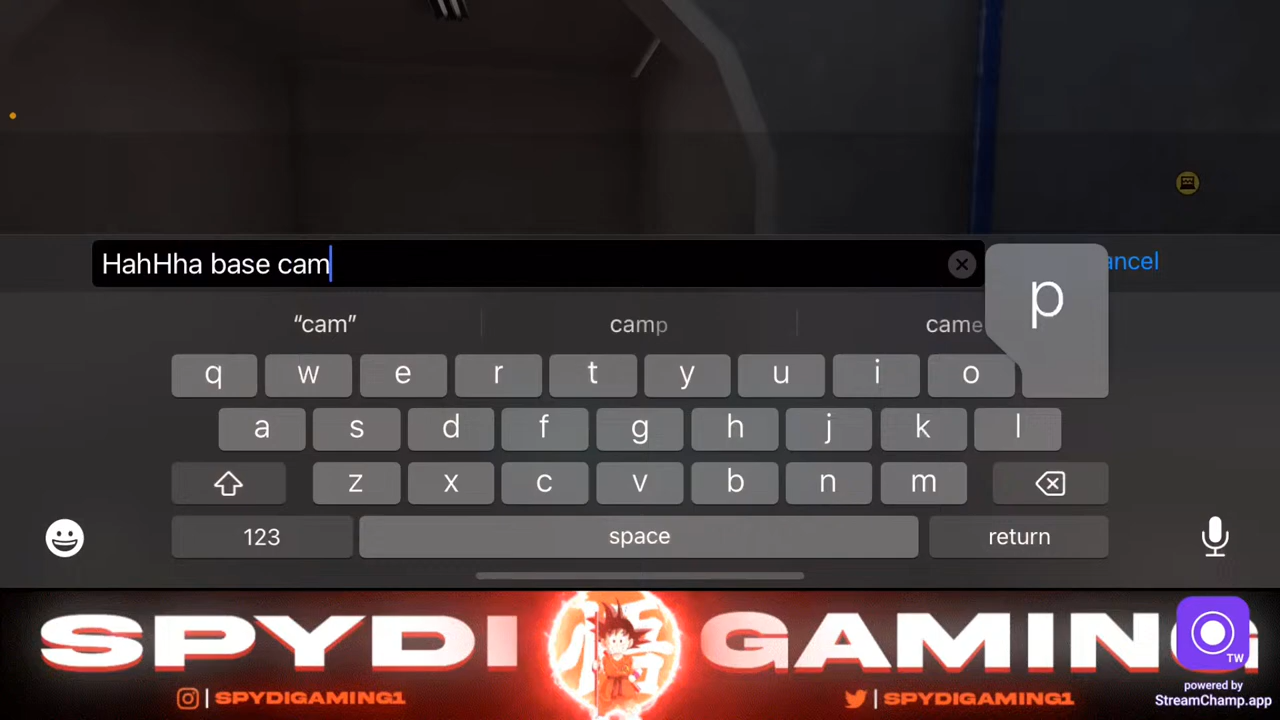 HahHha base cam
ancel
p
“cam”
camp
came
q w e r t y u i o
a s d f g h j k l
z x c v b n m
123
space
return
SPYDI
悟
GAMING
TW
| SPYDIGAMING1
| SPYDIGAMING1
powered by
StreamChamp.app